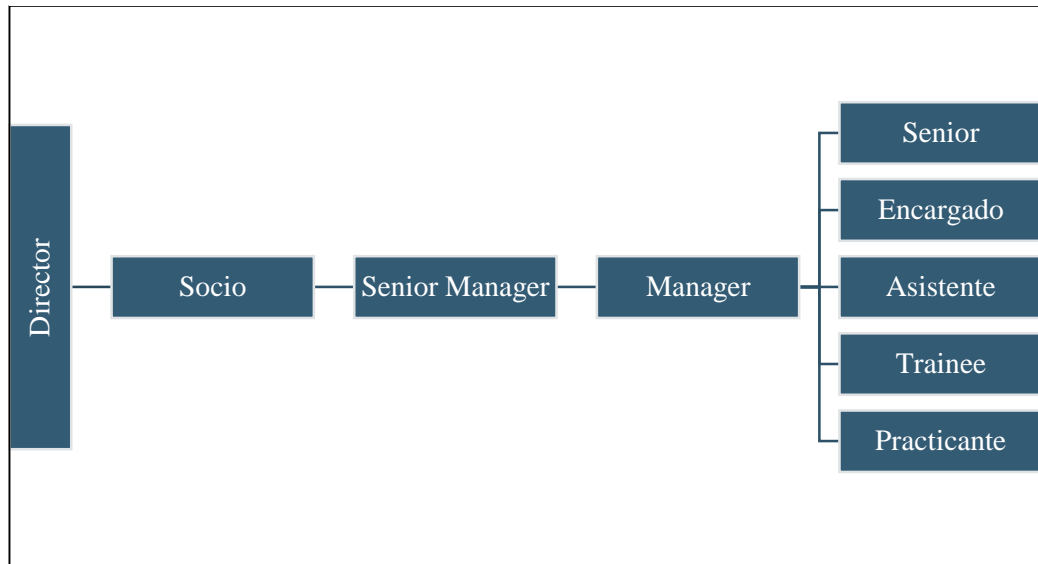 Director
Socio
Senior Manager
Manager
Senior
Encargado
Asistente
Trainee
Practicante